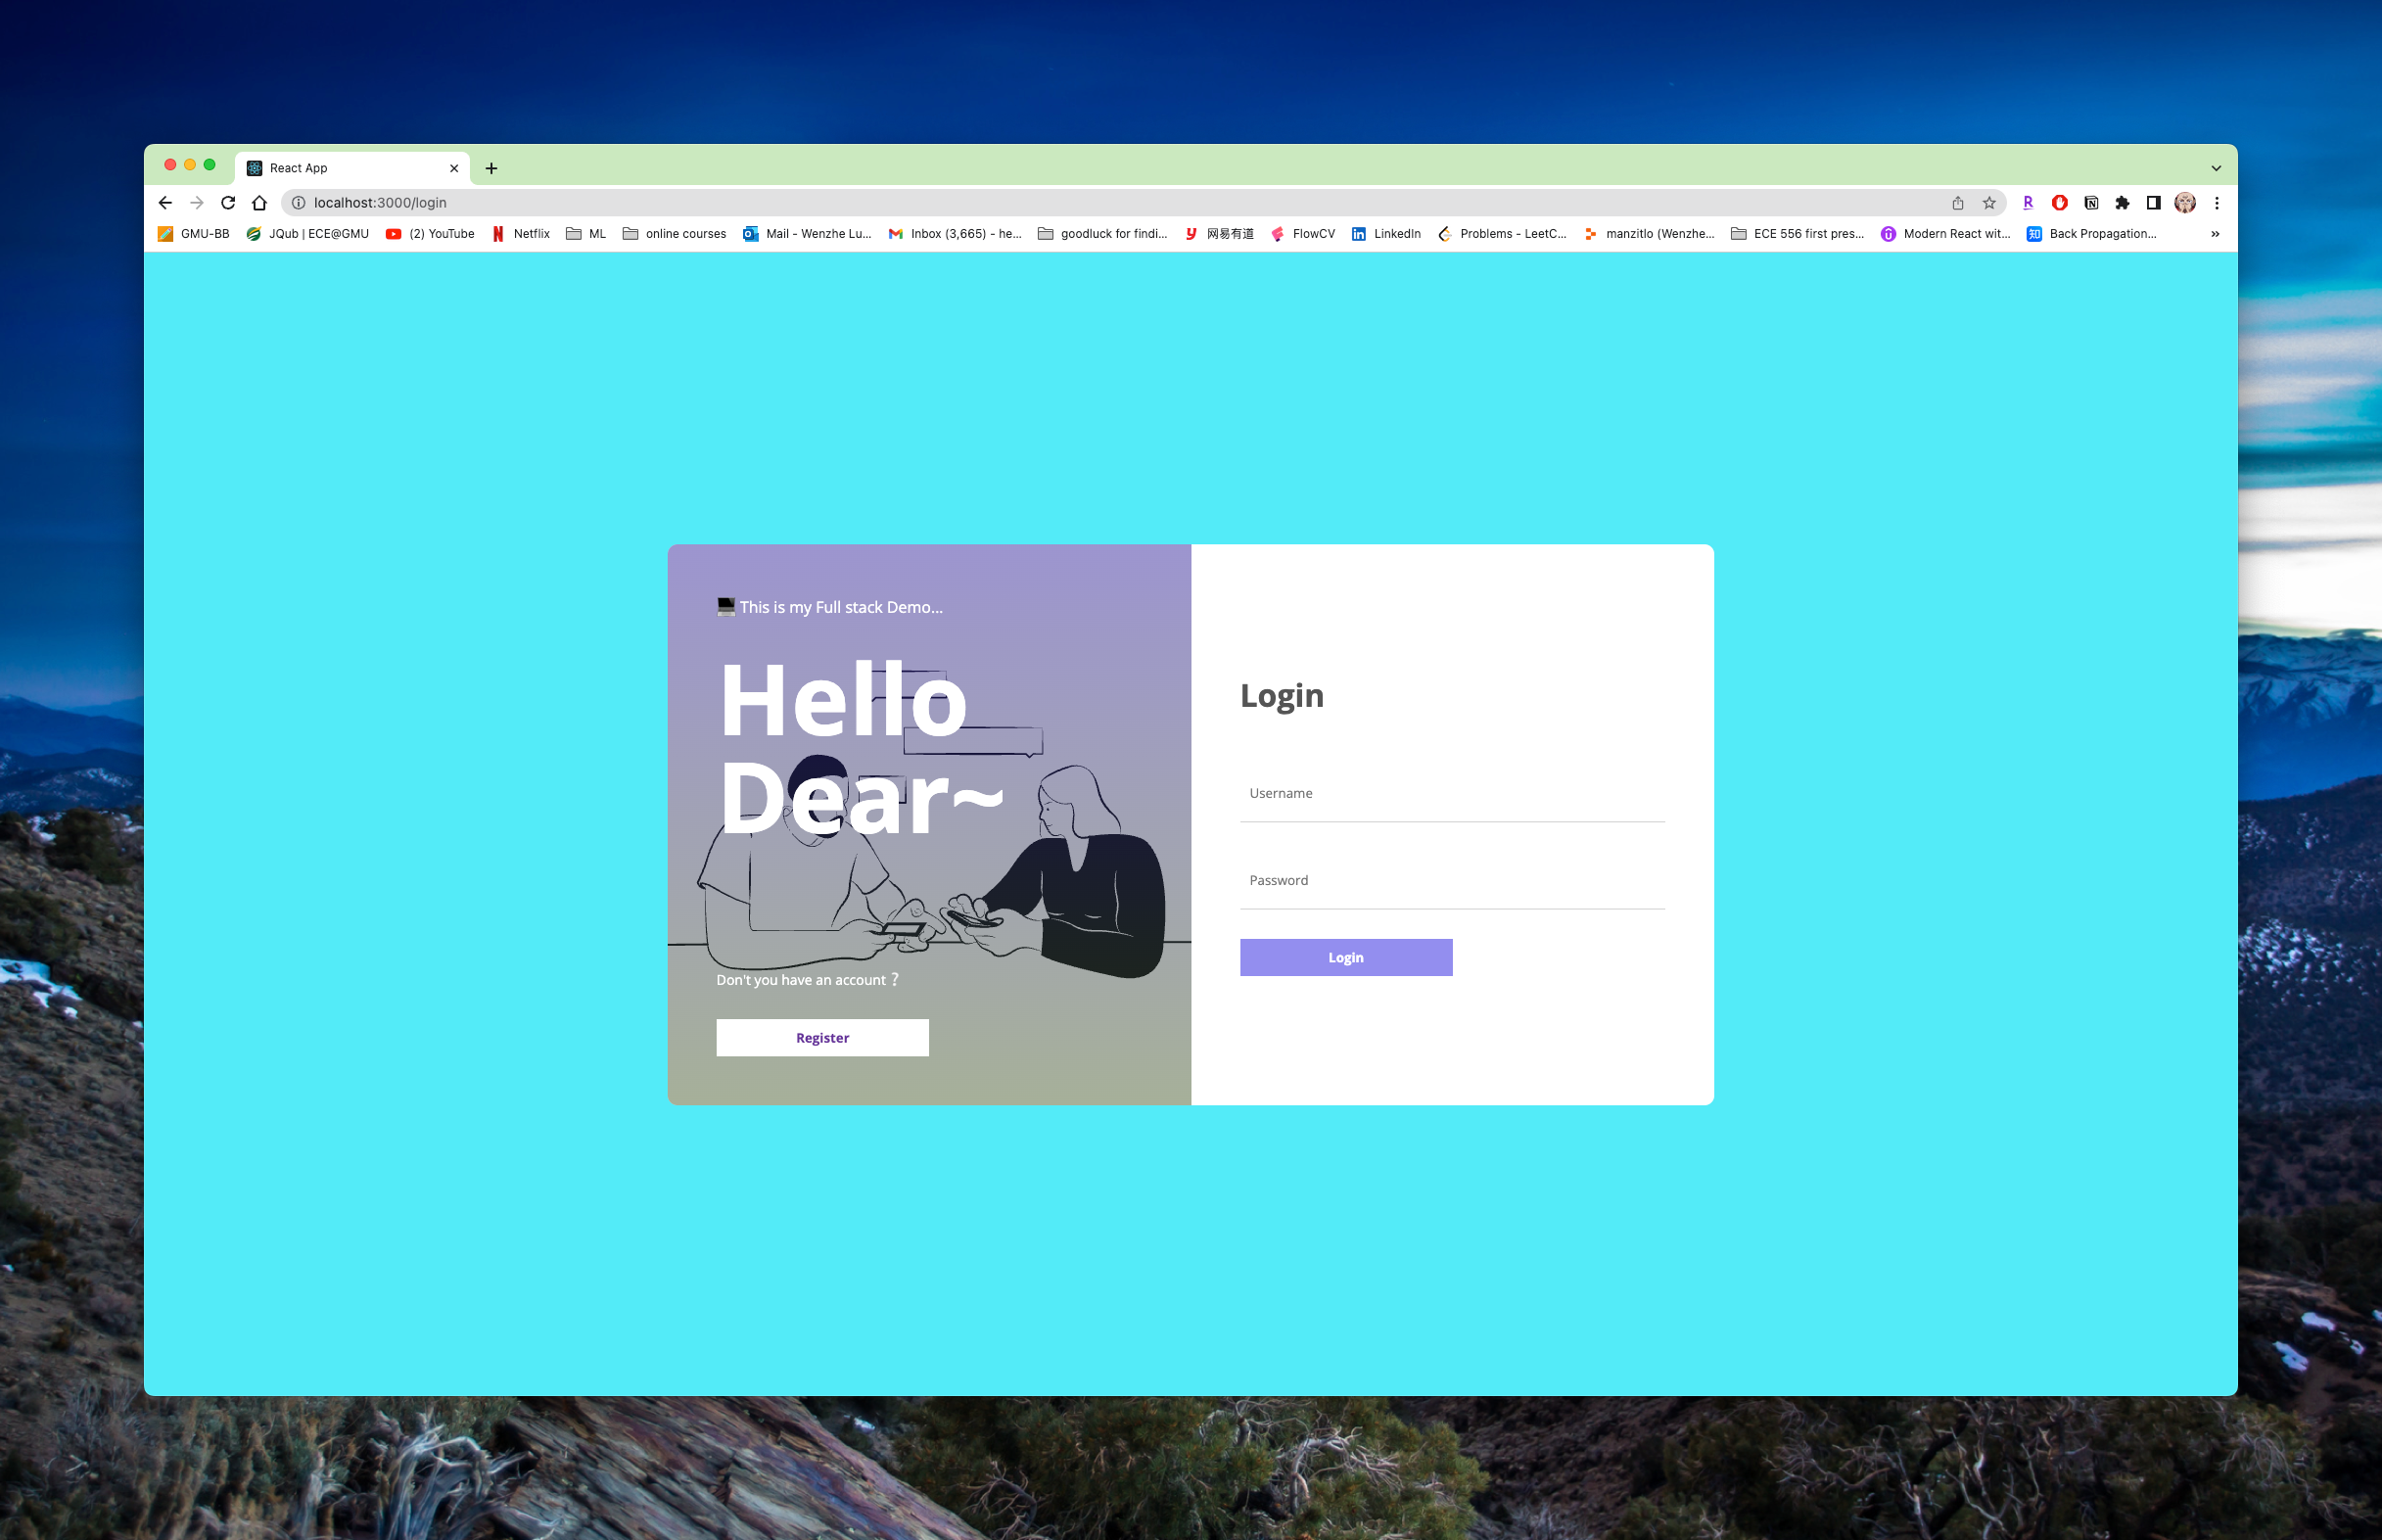 React App
localhost:3000/login
GMU-BB JQub | ECE@GMU (2) YouTube Netflix ML online courses Mail - Wenzhe Lu... Inbox (3,665) - he... goodluck for findi... 网易有道 FlowCV LinkedIn Problems - LeetC... manzitlo (Wenzhe... ECE 556 first pres... Modern React wit... Back Propagation... »
This is my Full stack Demo...
Hello
Dear~
Don't you have an account ？
Register
Login
Username
Password
Login